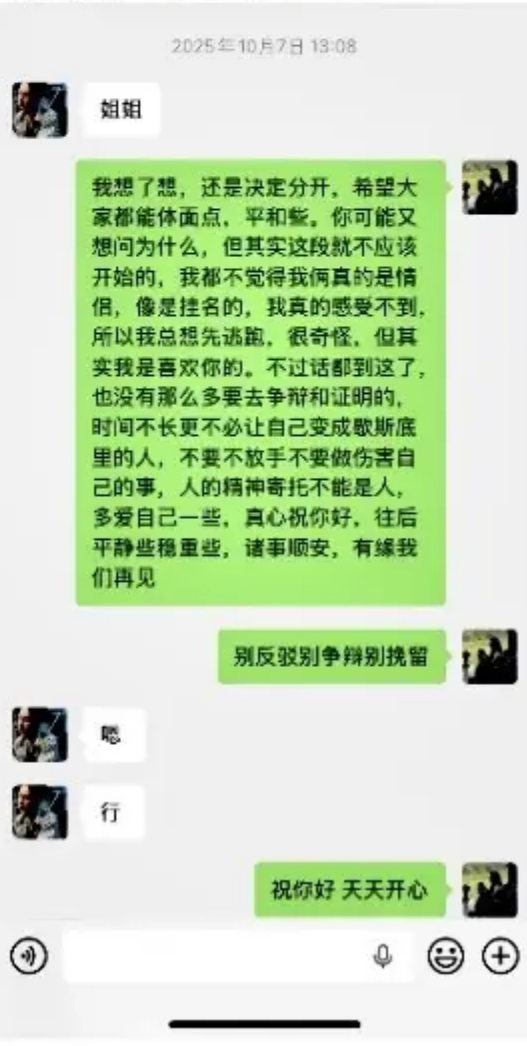 2025年10月7日 13:08
姐姐
我想了想，还是决定分开，希望大
家都能体面点，平和些。你可能又
想问为什么，但其实这段就不应该
开始的，我都不觉得我俩真的是情
侣，像是挂名的，我真的感受不到，
所以我总想先逃跑，很奇怪，但其
实我是喜欢你的。不过话都到这了，
也没有那么多要去争辩和证明的，
时间不长更不必让自己变成歇斯底
里的人，不要不放手不要做伤害自
己的事，人的精神寄托不能是人，
多爱自己一些，真心祝你好，往后
平静些稳重些，诸事顺安，有缘我
们再见
别反驳别争辩别挽留
嗯
行
祝你好 天天开心